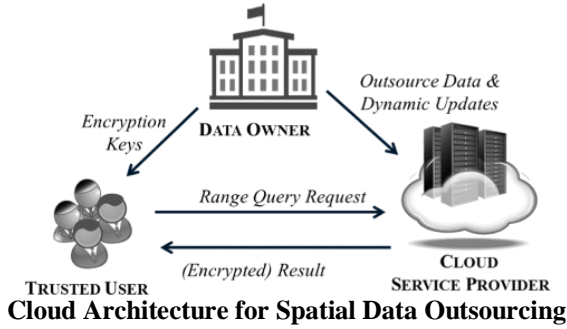 Outsource Data &
Dynamic Updates
Encryption
Keys
DATA OWNER
Range Query Request
(Encrypted) Result
TRUSTED USER
CLOUD
SERVICE PROVIDER
Cloud Architecture for Spatial Data Outsourcing